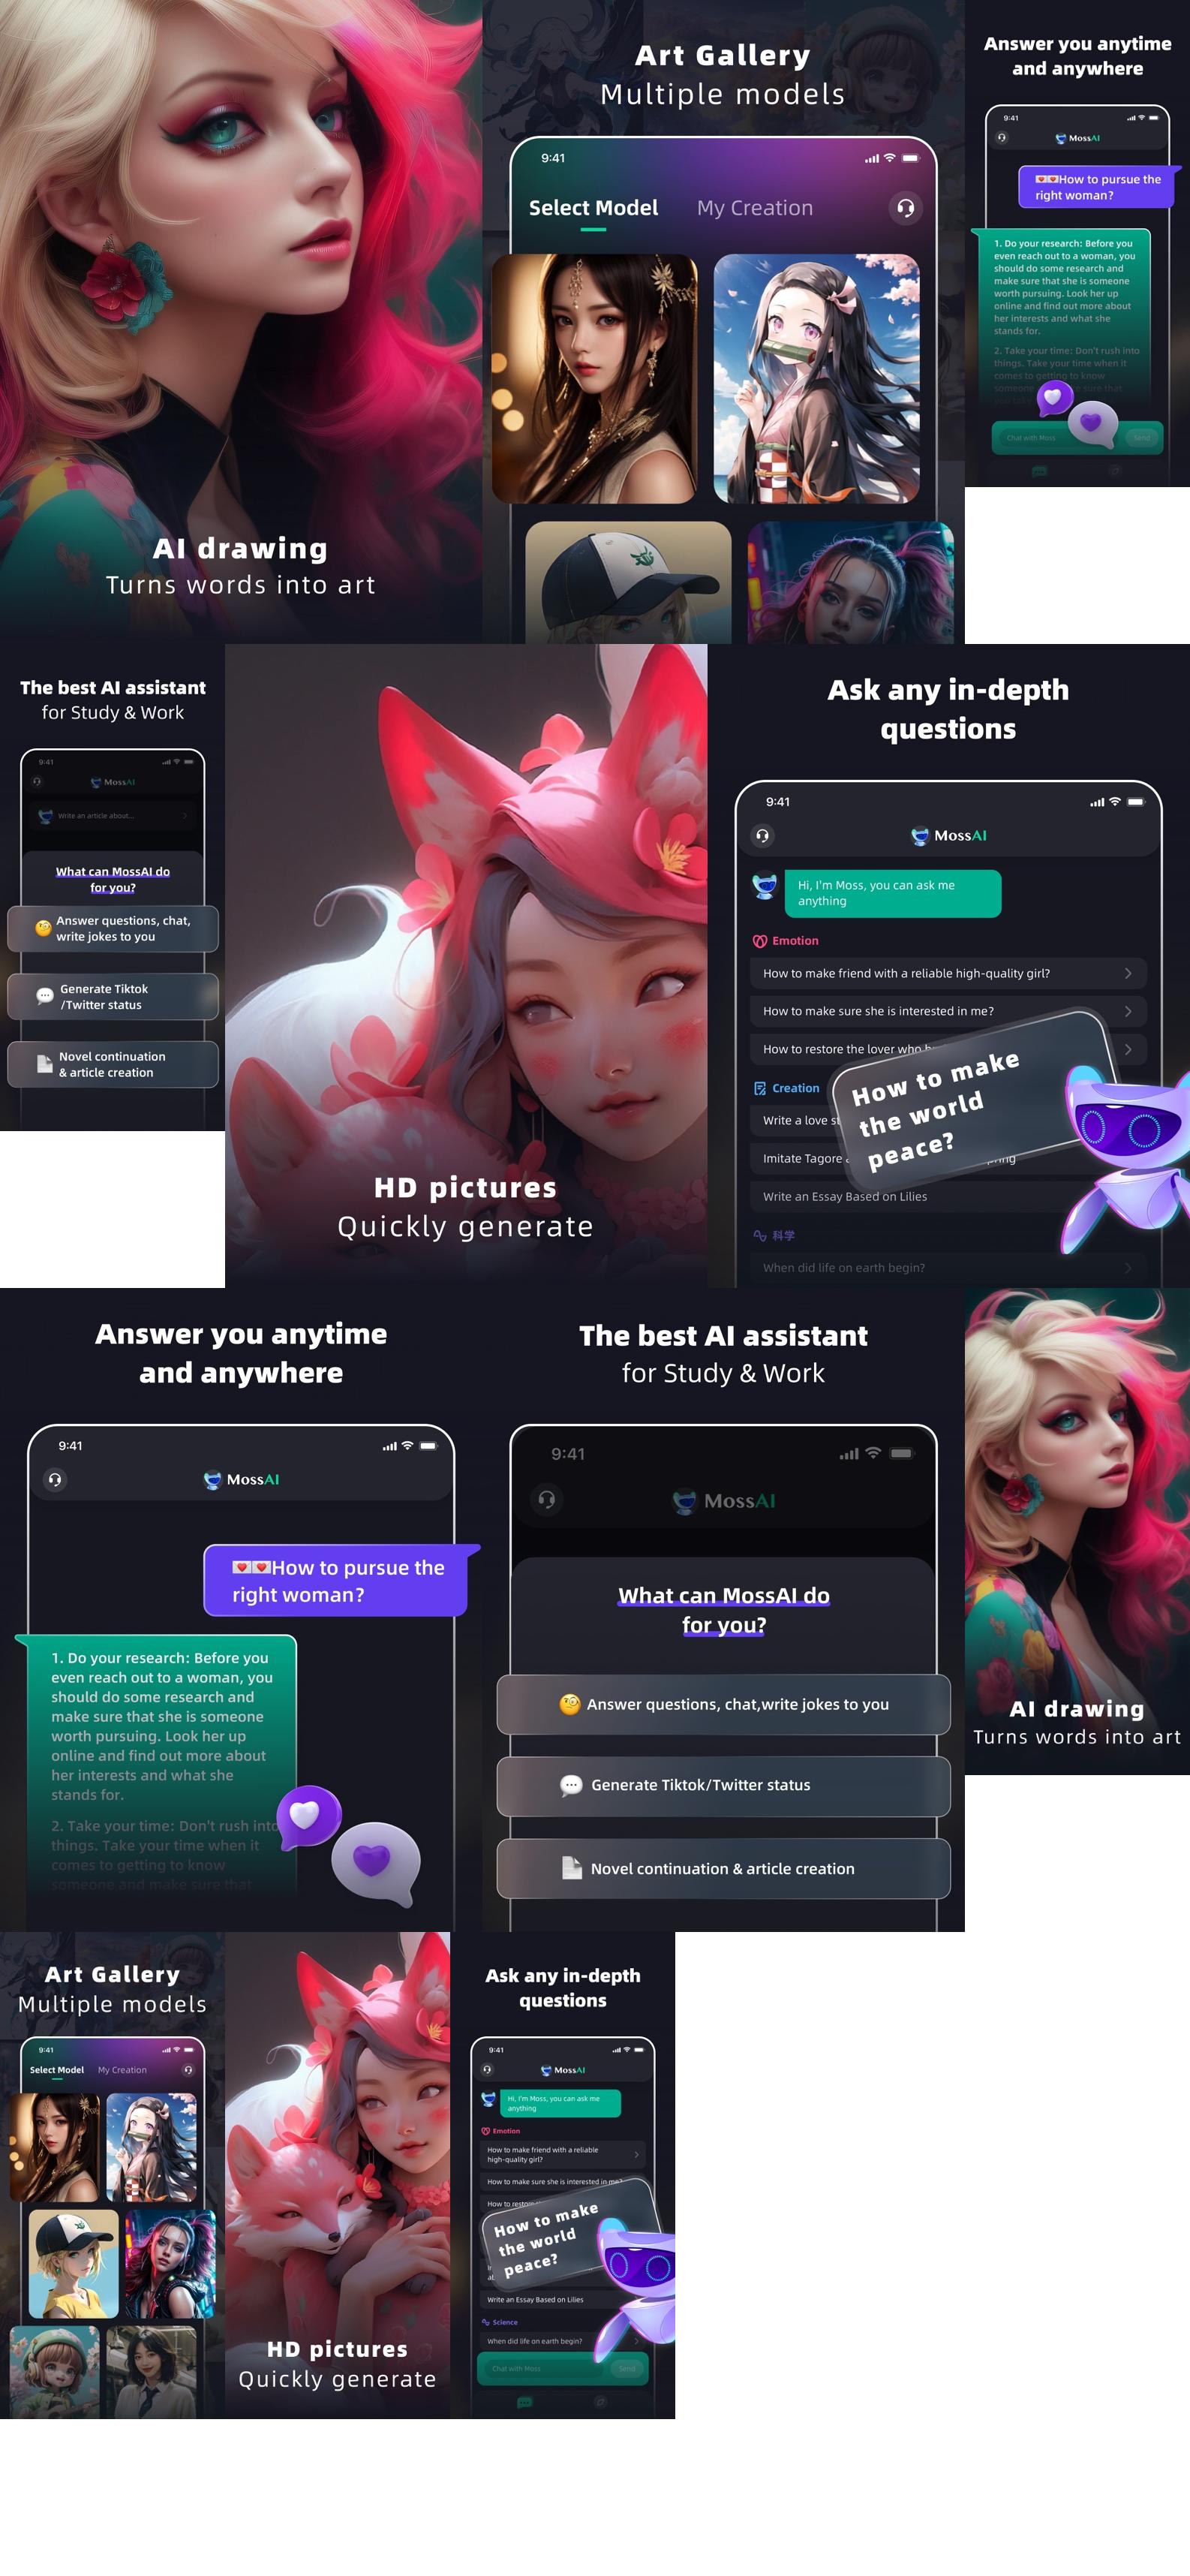 AI drawing
Turns words into art
Art Gallery
Multiple models
9:41
Select Model
My Creation
Answer you anytime
and anywhere
9:41
MossAI
💌💌How to pursue the
right woman?
1. Do your research: Before you
even reach out to a woman, you
should do some research and
make sure that she is someone
worth pursuing. Look her up
online and find out more about
her interests and what she
stands for.
2. Take your time: Don't rush into
things. Take your time when it
comes to getting to know
Chat with Moss
Send
The best AI assistant
for Study & Work
9:41
MossAI
Write an article about...
What can MossAI do
for you?
Answer questions, chat,
write jokes to you
Generate Tiktok
/Twitter status
Novel continuation
& article creation
HD pictures
Quickly generate
Ask any in-depth
questions
9:41
MossAI
Hi, I'm Moss, you can ask me
anything
Emotion
How to make friend with a reliable high-quality girl?
How to make sure she is interested in me?
How to restore the lover who
Creation
Write a love
Imitate Tagore
Write an Essay Based on Lilies
科学
When did life on earth begin?
How to make
the world
peace?
Answer you anytime
and anywhere
9:41
MossAI
💌💌How to pursue the
right woman?
1. Do your research: Before you
even reach out to a woman, you
should do some research and
make sure that she is someone
worth pursuing. Look her up
online and find out more about
her interests and what she
stands for.
2. Take your time: Don't rush into
things. Take your time when it
comes to getting to know
someone and make sure that
The best AI assistant
for Study & Work
9:41
MossAI
What can MossAI do
for you?
Answer questions, chat,write jokes to you
Generate Tiktok/Twitter status
Novel continuation & article creation
AI drawing
Turns words into art
Art Gallery
Multiple models
9:41
Select Model
My Creation
HD pictures
Quickly generate
Ask any in-depth
questions
9:41
MossAI
Hi, I'm Moss, you can ask me
anything
Emotion
How to make friend with a reliable
high-quality girl?
How to make sure she is interested in me?
How to
How to make
the world
peace?
Write an Essay Based on Lilies
Science
When did life on earth begin?
Chat with Moss
Send